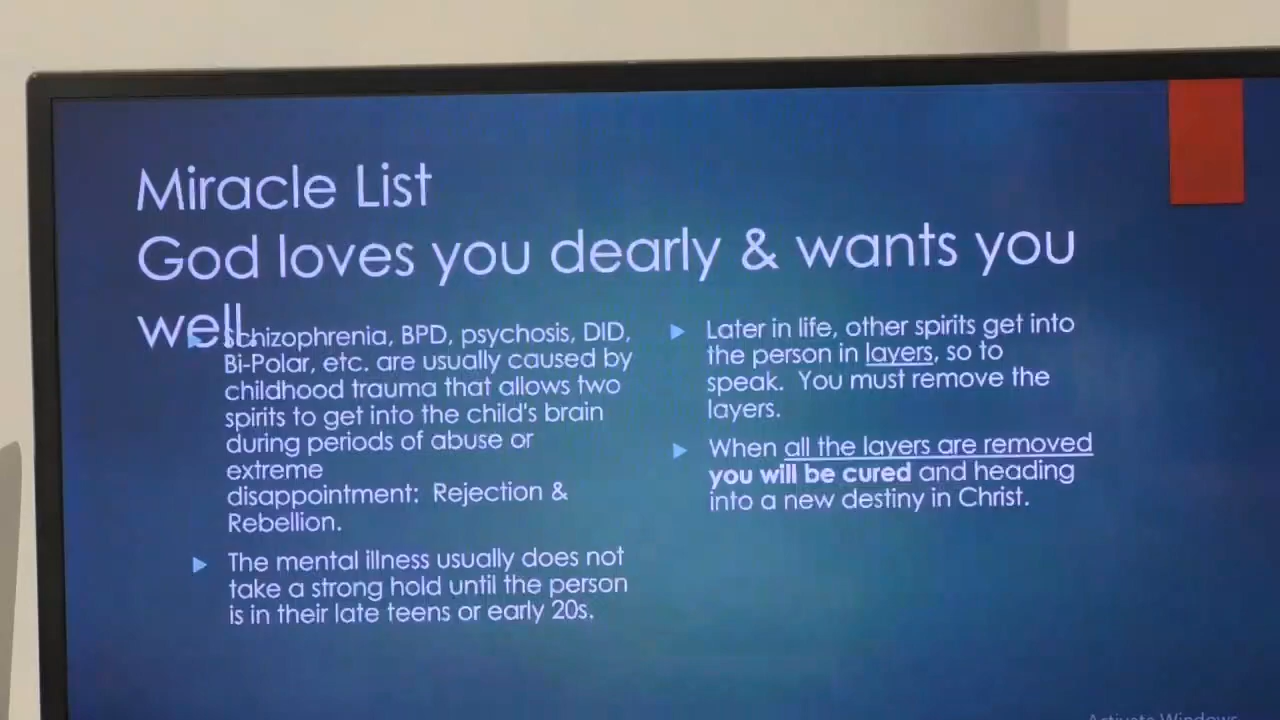 Miracle List
God loves you dearly & wants you
well
Schizophrenia, BPD, psychosis, DID,
Bi-Polar, etc. are usually caused by
childhood trauma that allows two
spirits to get into the child's brain
during periods of abuse or
extreme
disappointment: Rejection &
Rebellion.
The mental illness usually does not
take a strong hold until the person
is in their late teens or early 20s.
Later in life, other spirits get into
the person in layers, so to
speak. You must remove the
layers.
When all the layers are removed
you will be cured and heading
into a new destiny in Christ.
Activate Windows